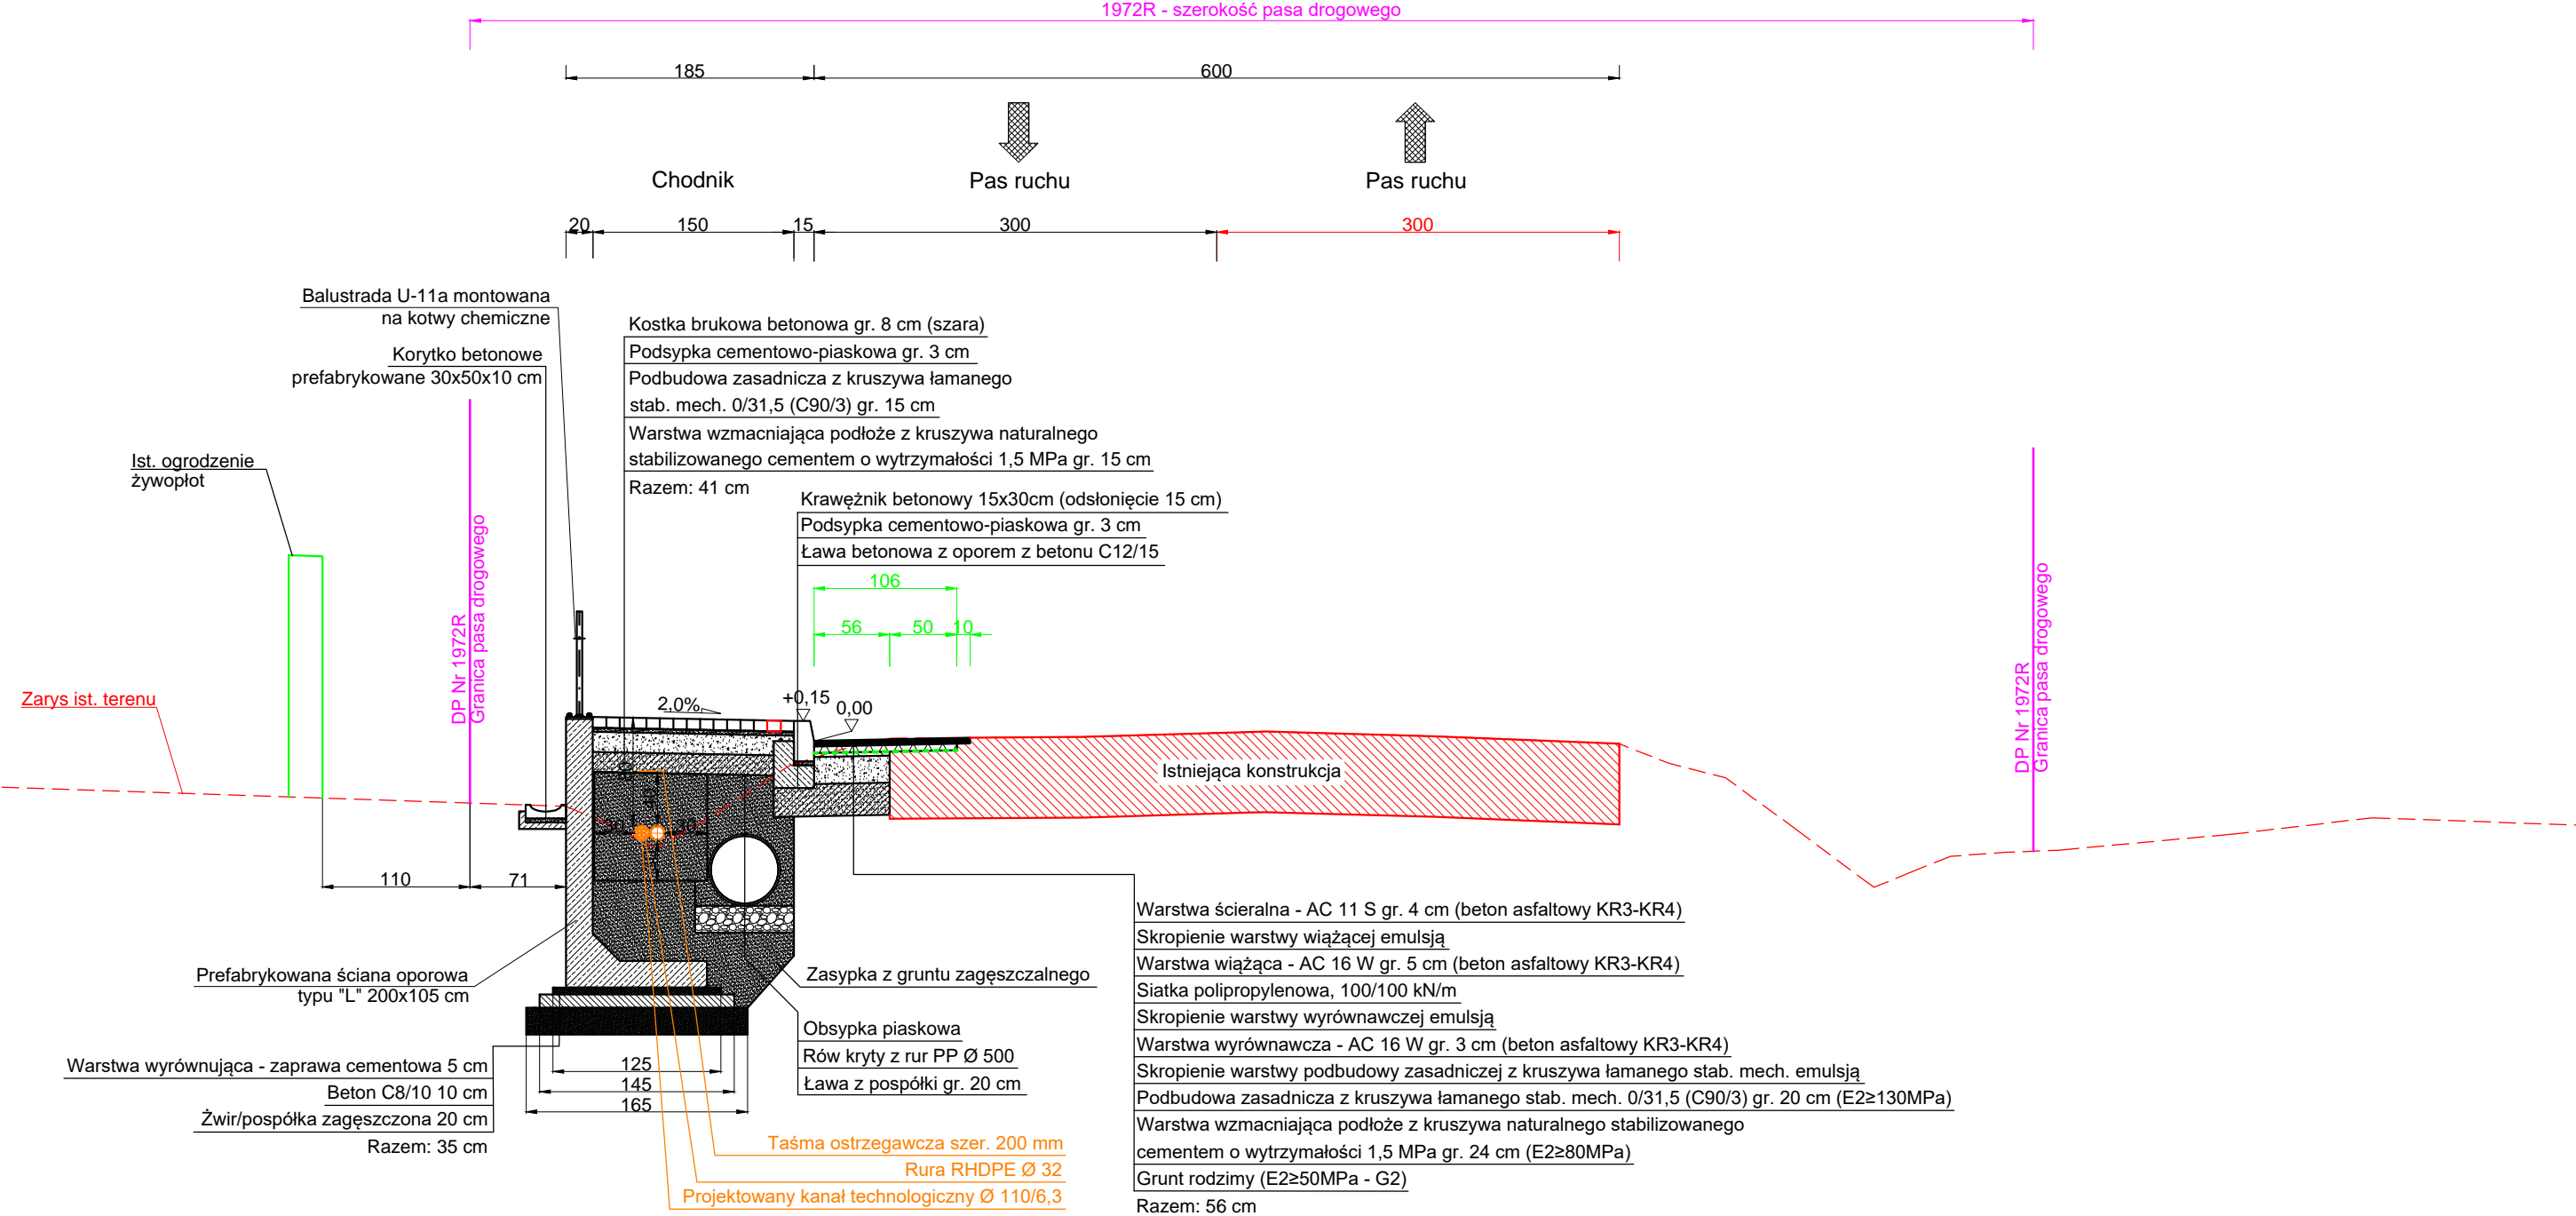 1972R - szerokość pasa drogowego
185
600
Chodnik
Pas ruchu
Pas ruchu
20
150
15
300
300
Balustrada U-11a montowana
na kotwy chemiczne
Korytko betonowe
prefabrykowane 30x50x10 cm
Kostka brukowa betonowa gr. 8 cm (szara)
Podsypka cementowo-piaskowa gr. 3 cm
Podbudowa zasadnicza z kruszywa łamanego
stab. mech. 0/31,5 (C90/3) gr. 15 cm
Warstwa wzmacniająca podłoże z kruszywa naturalnego
stabilizowanego cementem o wytrzymałości 1,5 MPa gr. 15 cm
Razem: 41 cm
Ist. ogrodzenie
żywopłot
Krawężnik betonowy 15x30cm (odsłonięcie 15 cm)
Podsypka cementowo-piaskowa gr. 3 cm
Ława betonowa z oporem z betonu C12/15
106
56
50
10
DP Nr 1972R
Granica pasa drogowego
DP Nr 1972R
Granica pasa drogowego
Zarys ist. terenu
2,0%
+0,15
0,00
Istniejąca konstrukcja
40
110
71
Prefabrykowana ściana oporowa
typu "L" 200x105 cm
Zasypka z gruntu zagęszczalnego
Obsypka piaskowa
Rów kryty z rur PP Ø 500
Ława z pospółki gr. 20 cm
Warstwa wyrównująca - zaprawa cementowa 5 cm
Beton C8/10 10 cm
Żwir/pospółka zagęszczona 20 cm
Razem: 35 cm
125
145
165
Taśma ostrzegawcza szer. 200 mm
Rura RHDPE Ø 32
Projektowany kanał technologiczny Ø 110/6,3
Warstwa ścieralna - AC 11 S gr. 4 cm (beton asfaltowy KR3-KR4)
Skropienie warstwy wiążącej emulsją
Warstwa wiążąca - AC 16 W gr. 5 cm (beton asfaltowy KR3-KR4)
Siatka polipropylenowa, 100/100 kN/m
Skropienie warstwy wyrównawczej emulsją
Warstwa wyrównawcza - AC 16 W gr. 3 cm (beton asfaltowy KR3-KR4)
Skropienie warstwy podbudowy zasadniczej z kruszywa łamanego stab. mech. emulsją
Podbudowa zasadnicza z kruszywa łamanego stab. mech. 0/31,5 (C90/3) gr. 20 cm (E2≥130MPa)
Warstwa wzmacniająca podłoże z kruszywa naturalnego stabilizowanego
cementem o wytrzymałości 1,5 MPa gr. 24 cm (E2≥80MPa)
Grunt rodzimy (E2≥50MPa - G2)
Razem: 56 cm